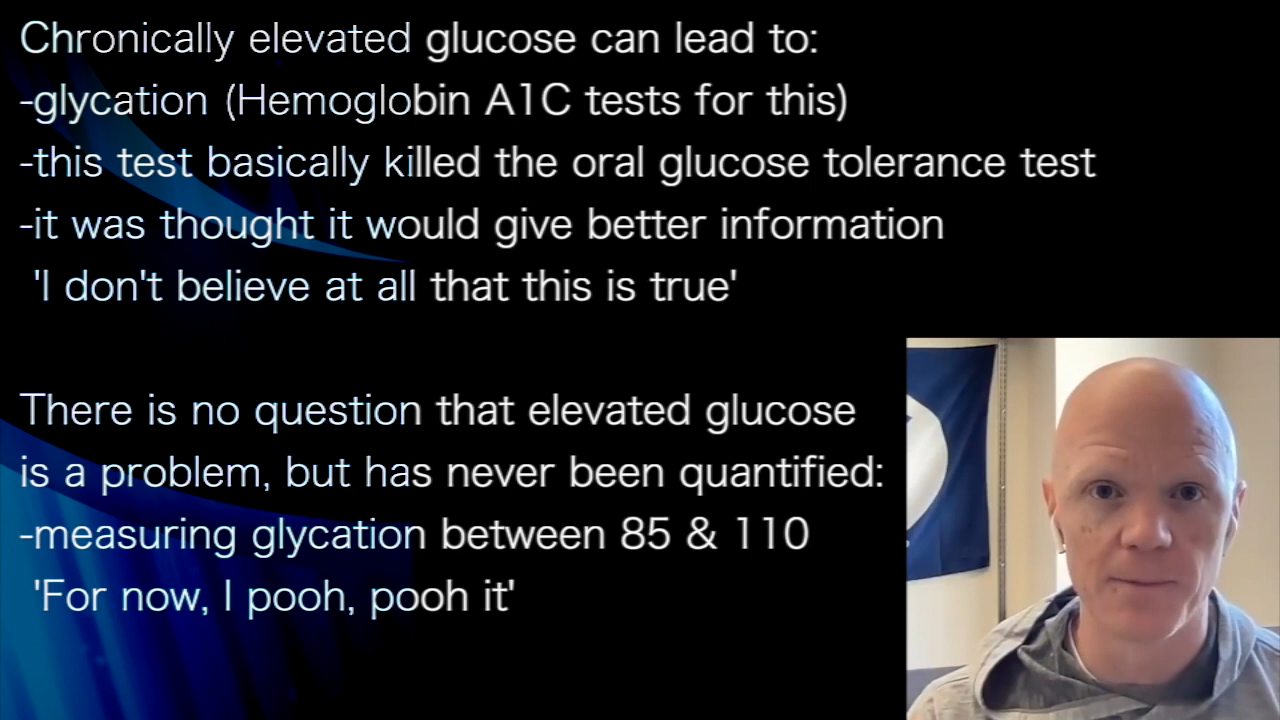 Chronically elevated glucose can lead to:
-glycation (Hemoglobin A1C tests for this)
-this test basically killed the oral glucose tolerance test
-it was thought it would give better information
'I don't believe at all that this is true'
There is no question that elevated glucose
is a problem, but has never been quantified:
-measuring glycation between 85 & 110
'For now, I pooh, pooh it'